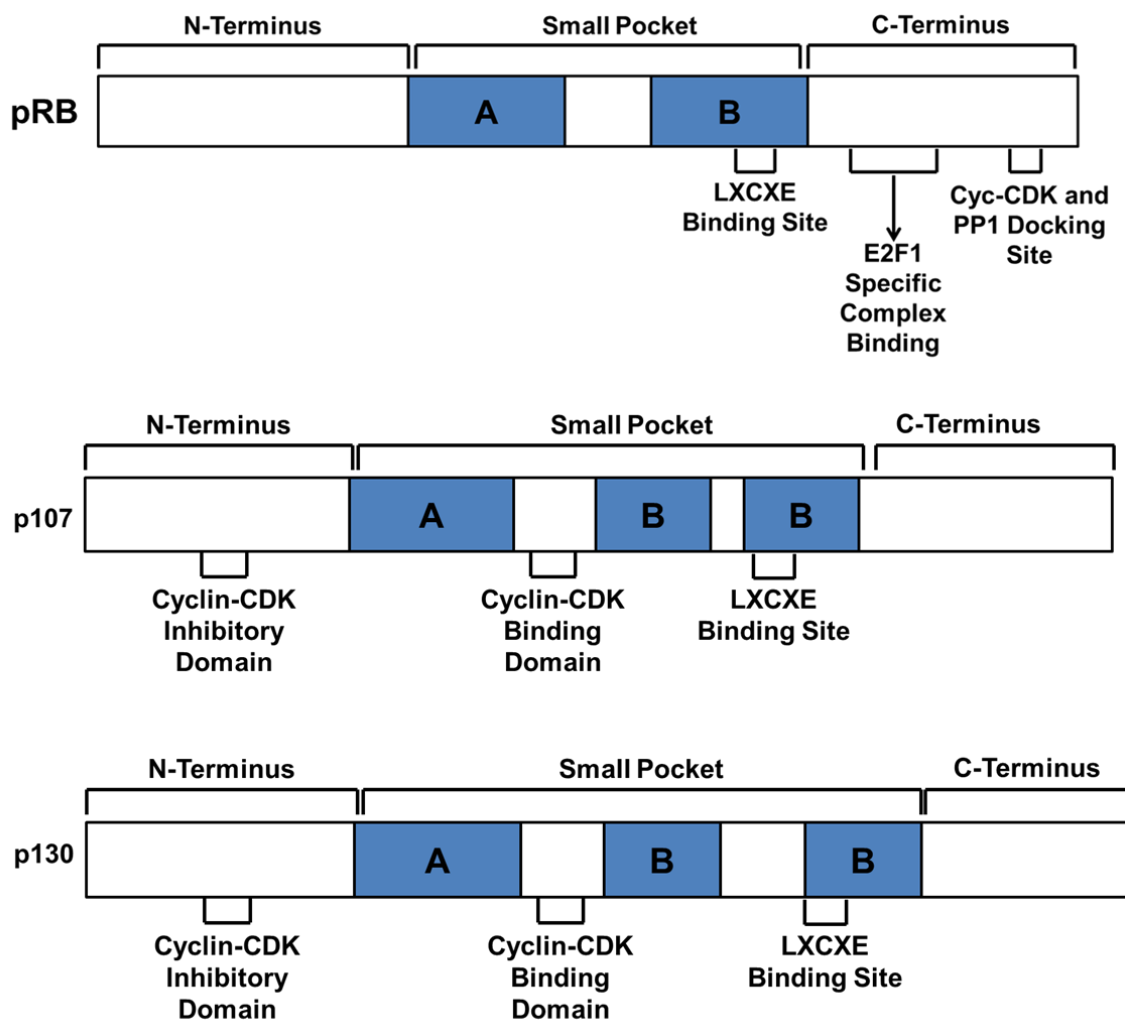 N-Terminus Small Pocket C-Terminus
pRB A B
LXCXE
Binding Site
Cyc-CDK and
PP1 Docking
Site
E2F1
Specific
Complex
Binding
N-Terminus Small Pocket C-Terminus
p107 A B B
Cyclin-CDK
Inhibitory
Domain
Cyclin-CDK
Binding
Domain
LXCXE
Binding Site
N-Terminus Small Pocket C-Terminus
p130 A B B
Cyclin-CDK
Inhibitory
Domain
Cyclin-CDK
Binding
Domain
LXCXE
Binding Site